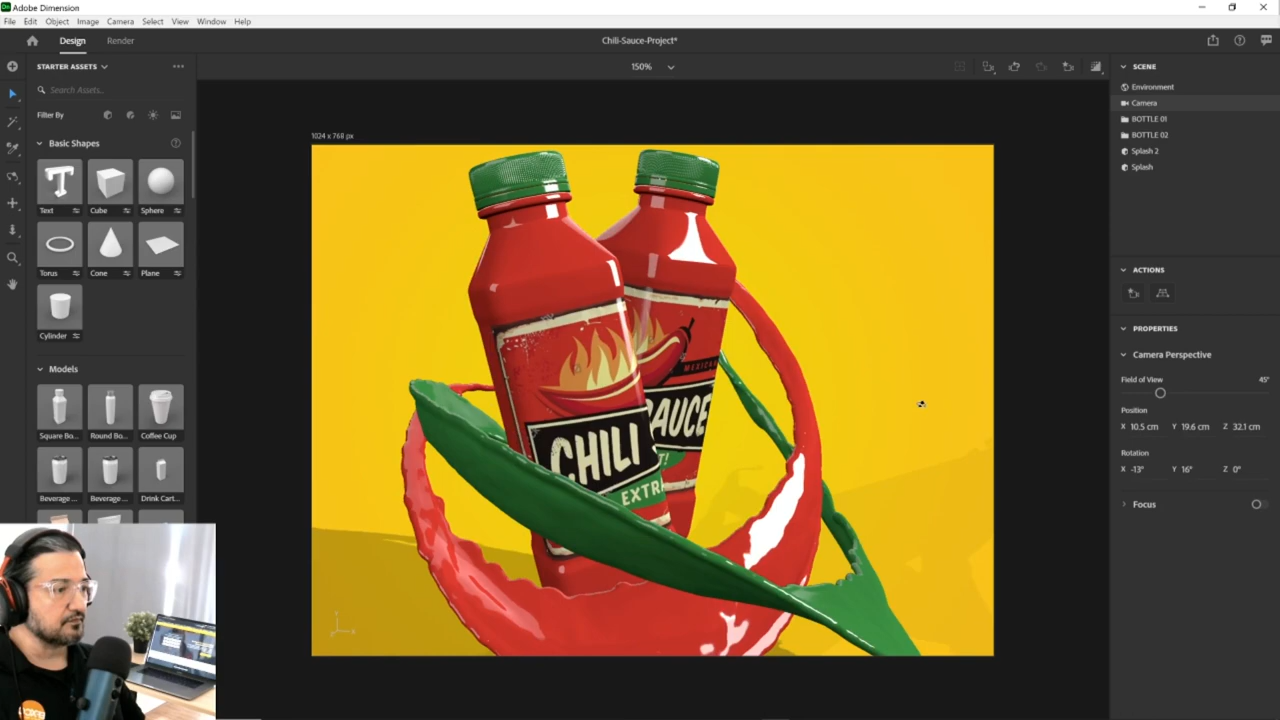 Adobe Dimension
File Edit Object Image Camera Select View Window Help
Design Render
Chili-Sauce-Project*
STARTER ASSETS
150%
SCENE
Search Assets...
Environment
Camera
Filter By
BOTTLE 01
BOTTLE 02
Splash 2
Splash
1024 x 768 px
Basic Shapes
Text Cube Sphere
Torus Cone Plane
Cylinder
ACTIONS
PROPERTIES
Camera Perspective
Models
Field of View 45°
Position
X 10.5 cm Y 19.6 cm Z 32.1 cm
Square Bo... Round Bo... Coffee Cup
Rotation
X -13° Y 16° Z 0°
Beverage ... Beverage ... Drink Cart...
Focus
MEXICAN
SAUCE
CHILI
EXTRA